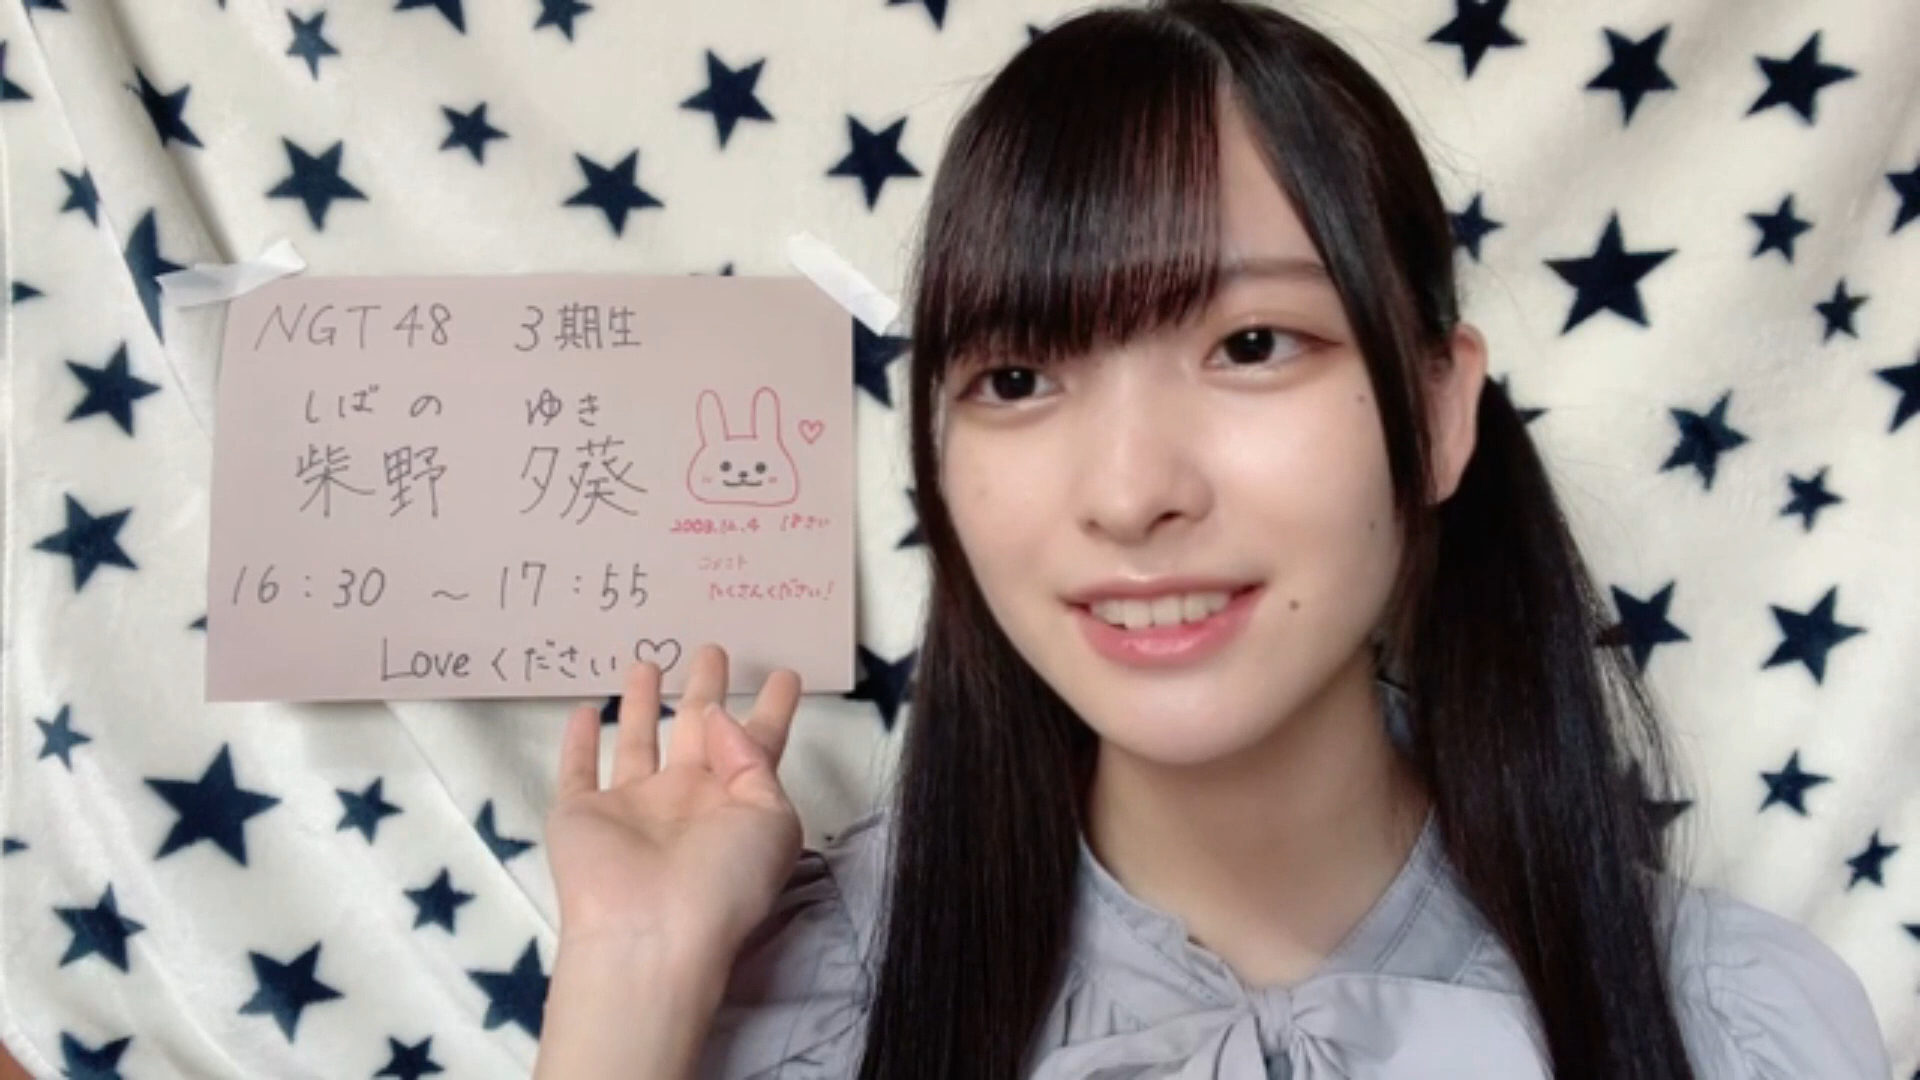 NGT48 3期生
しばの ゆき
柴野 夕葵
2003.12.4 18さい
16:30 ~ 17:55
コメント
たくさんください!
Loveください♡